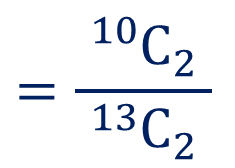 = ¹⁰C₂ / ¹³C₂